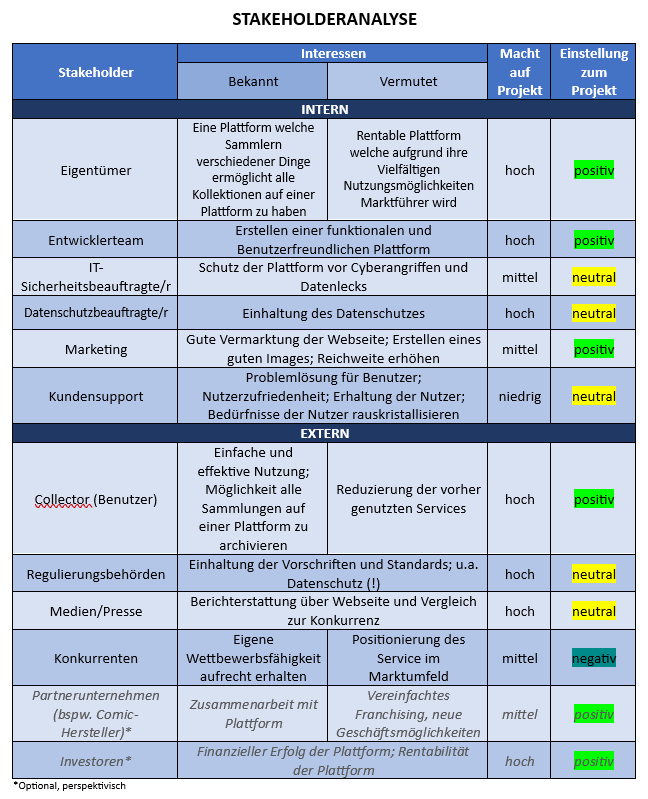 STAKEHOLDERANALYSE
Stakeholder
Interessen
Bekannt
Vermutet
Macht
auf
Projekt
Einstellung
zum
Projekt
INTERN
Eigentümer
Eine Plattform welche
Sammlern
verschiedener Dinge
ermöglicht alle
Kollektionen auf einer
Plattform zu haben
Rentable Plattform
welche aufgrund ihre
Vielfältigen
Nutzungsmöglichkeiten
Marktführer wird
hoch
positiv
Entwicklerteam
Erstellen einer funktionalen und
Benutzerfreundlichen Plattform
hoch
positiv
IT-
Sicherheitsbeauftragte/r
Schutz der Plattform vor Cyberangriffen und
Datenlecks
mittel
neutral
Datenschutzbeauftragte/r
Einhaltung des Datenschutzes
hoch
neutral
Marketing
Gute Vermarktung der Webseite; Erstellen eines
guten Images; Reichweite erhöhen
mittel
positiv
Kundensupport
Problemlösung für Benutzer;
Nutzerzufriedenheit; Erhaltung der Nutzer;
Bedürfnisse der Nutzer rauskristallisieren
niedrig
neutral
EXTERN
Collector (Benutzer)
Einfache und
effektive Nutzung;
Möglichkeit alle
Sammlungen auf
einer Plattform zu
archivieren
Reduzierung der vorher
genutzten Services
hoch
positiv
Regulierungsbehörden
Einhaltung der Vorschriften und Standards; u.a.
Datenschut (!)
hoch
neutral
Medien/Presse
Berichterstattung über Webseite und Vergleich
zur Konkurrenz
hoch
neutral
Konkurrenten
Eigene
Wettbewerbsfähigkeit
aufrecht erhalten
Positionierung des
Service im
Marktumfeld
mittel
negativ
Partnerunternehmen
(bspw. Comic-
Hersteller)*
Zusammenarbeit mit
Plattform
Vereinfachtes
Franchising, neue
Geschäftsmöglichkeiten
mittel
positiv
Investoren*
Finanzieller Erfolg der Plattform; Rentabilität
der Plattform
hoch
positiv
*Optional, perspektivisch